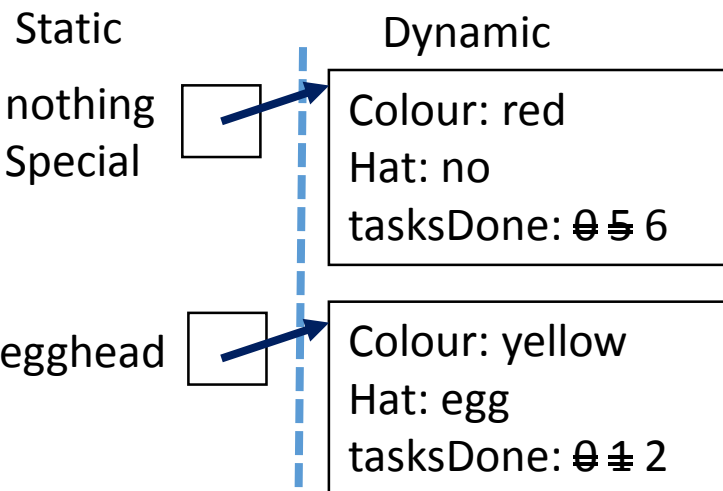 Static
Dynamic
nothing
Special
Colour: red
Hat: no
tasksDone: 0 5 6
egghead
Colour: yellow
Hat: egg
tasksDone: 0 1 2